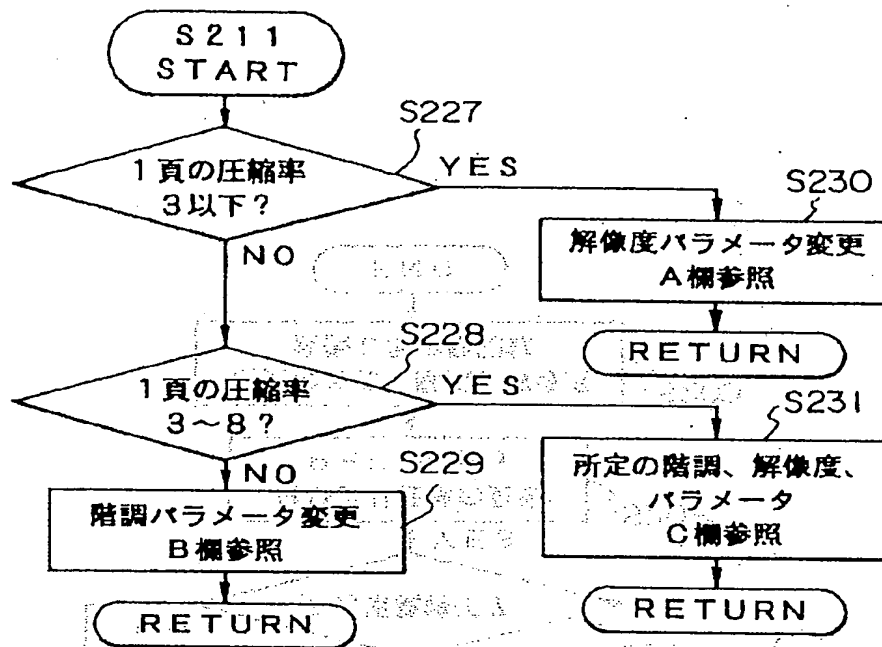 S211
START
S227
1頁の圧縮率
3以下?
YES
NO
S230
解像度パラメータ変更
A欄参照
RETURN
S228
1頁の圧縮率
3〜8?
YES
NO
S231
所定の階調、解像度、
パラメータ
C欄参照
RETURN
S229
階調パラメータ変更
B欄参照
RETURN